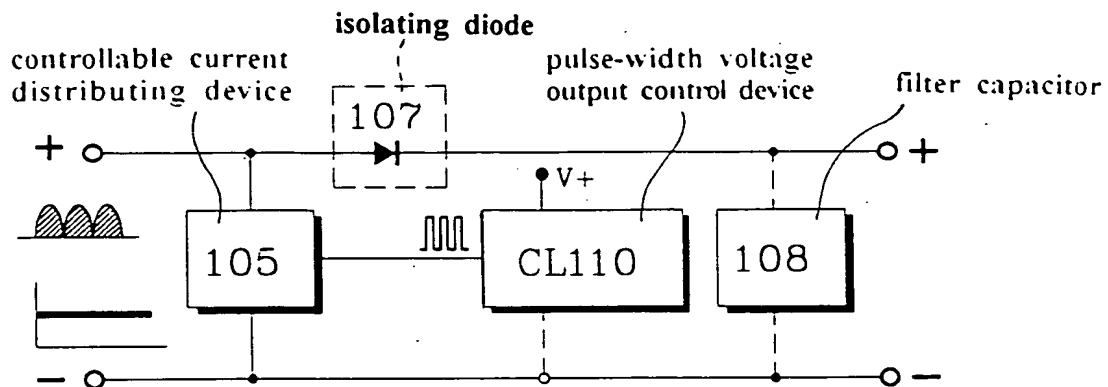 isolating diode
controllable current
distributing device
pulse-width voltage
output control device
filter capacitor
107
+
+
V+
105
CL110
108
−
−